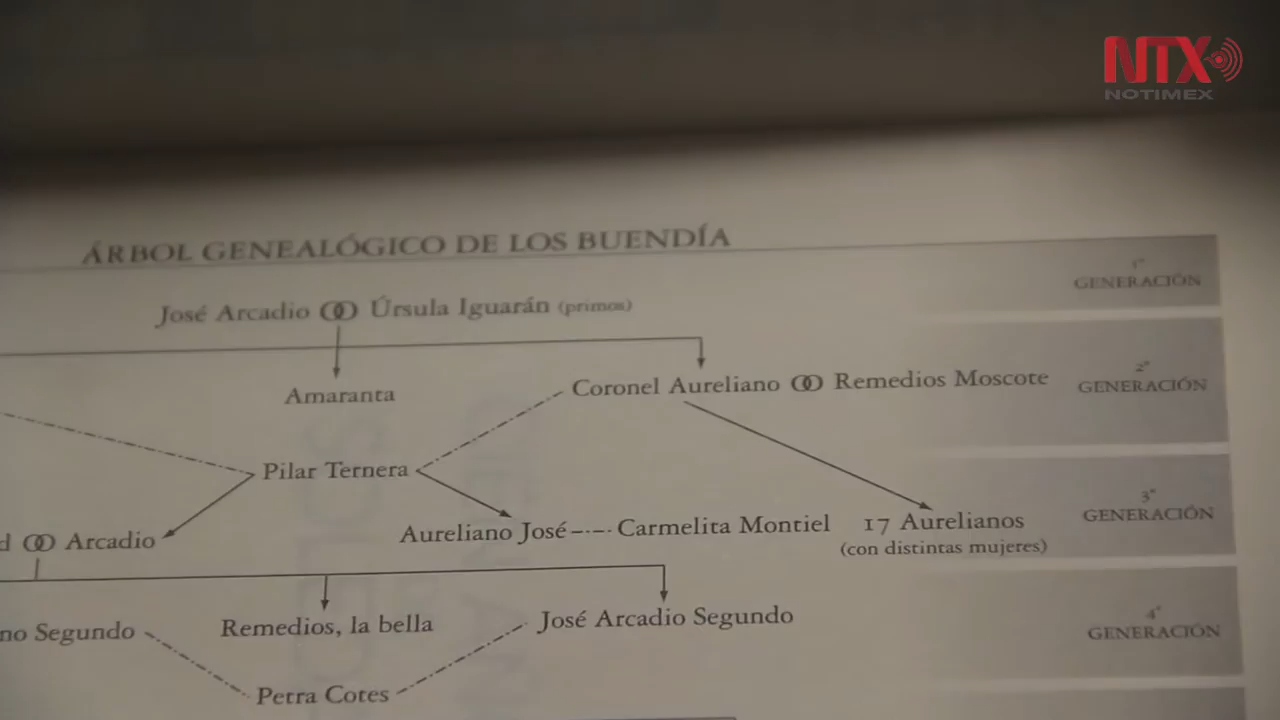 NTX
NOTIMEX
ÁRBOL GENEALÓGICO DE LOS BUENDÍA
1ª
GENERACIÓN
José Arcadio Úrsula Iguarán (primos)
2ª
GENERACIÓN
Amaranta
Coronel Aureliano Remedios Moscote
Pilar Ternera
3ª
GENERACIÓN
d Arcadio
Aureliano José Carmelita Montiel
17 Aurelianos
(con distintas mujeres)
4ª
GENERACIÓN
no Segundo
Remedios, la bella
José Arcadio Segundo
Petra Cotes